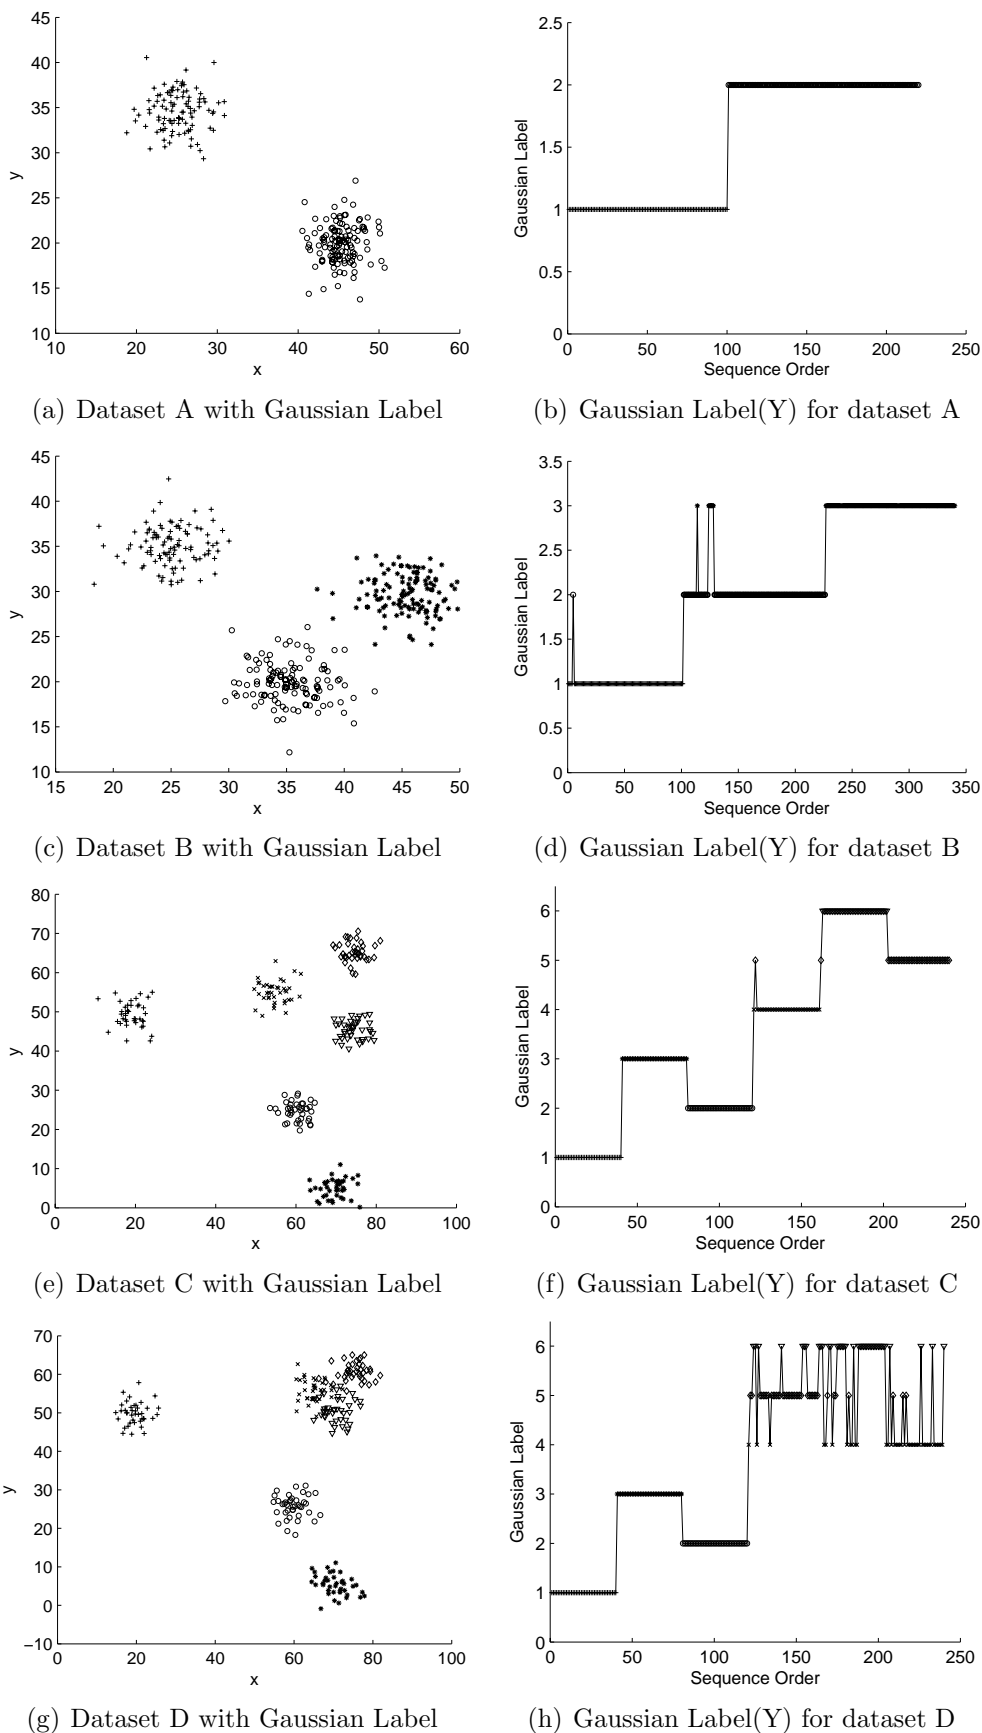 45
40
35
30
25
20
15
10
10 20 30 40 50 60
x
y
2.5
2
1.5
1
0.5
0
0 50 100 150 200 250
Sequence Order
Gaussian Label
(a) Dataset A with Gaussian Label
(b) Gaussian Label(Y) for dataset A
45
40
35
30
25
20
15
10
15 20 25 30 35 40 45 50
x
y
3.5
3
2.5
2
1.5
1
0.5
0
0 50 100 150 200 250 300 350 340
Sequence Order
Gaussian Label
(c) Dataset B with Gaussian Label
(d) Gaussian Label(Y) for dataset B
80
70
60
50
40
30
20
10
0
0 20 40 60 80 100
x
y
6
5
4
3
2
1
0
0 50 100 150 200 250
Sequence Order
Gaussian Label
(e) Dataset C with Gaussian Label
(f) Gaussian Label(Y) for dataset C
70
60
50
40
30
20
10
0
−10
0 20 40 60 80 100
x
y
6
5
4
3
2
1
0
0 50 100 150 200 250
Sequence Order
Gaussian Label
(g) Dataset D with Gaussian Label
(h) Gaussian Label(Y) for dataset D